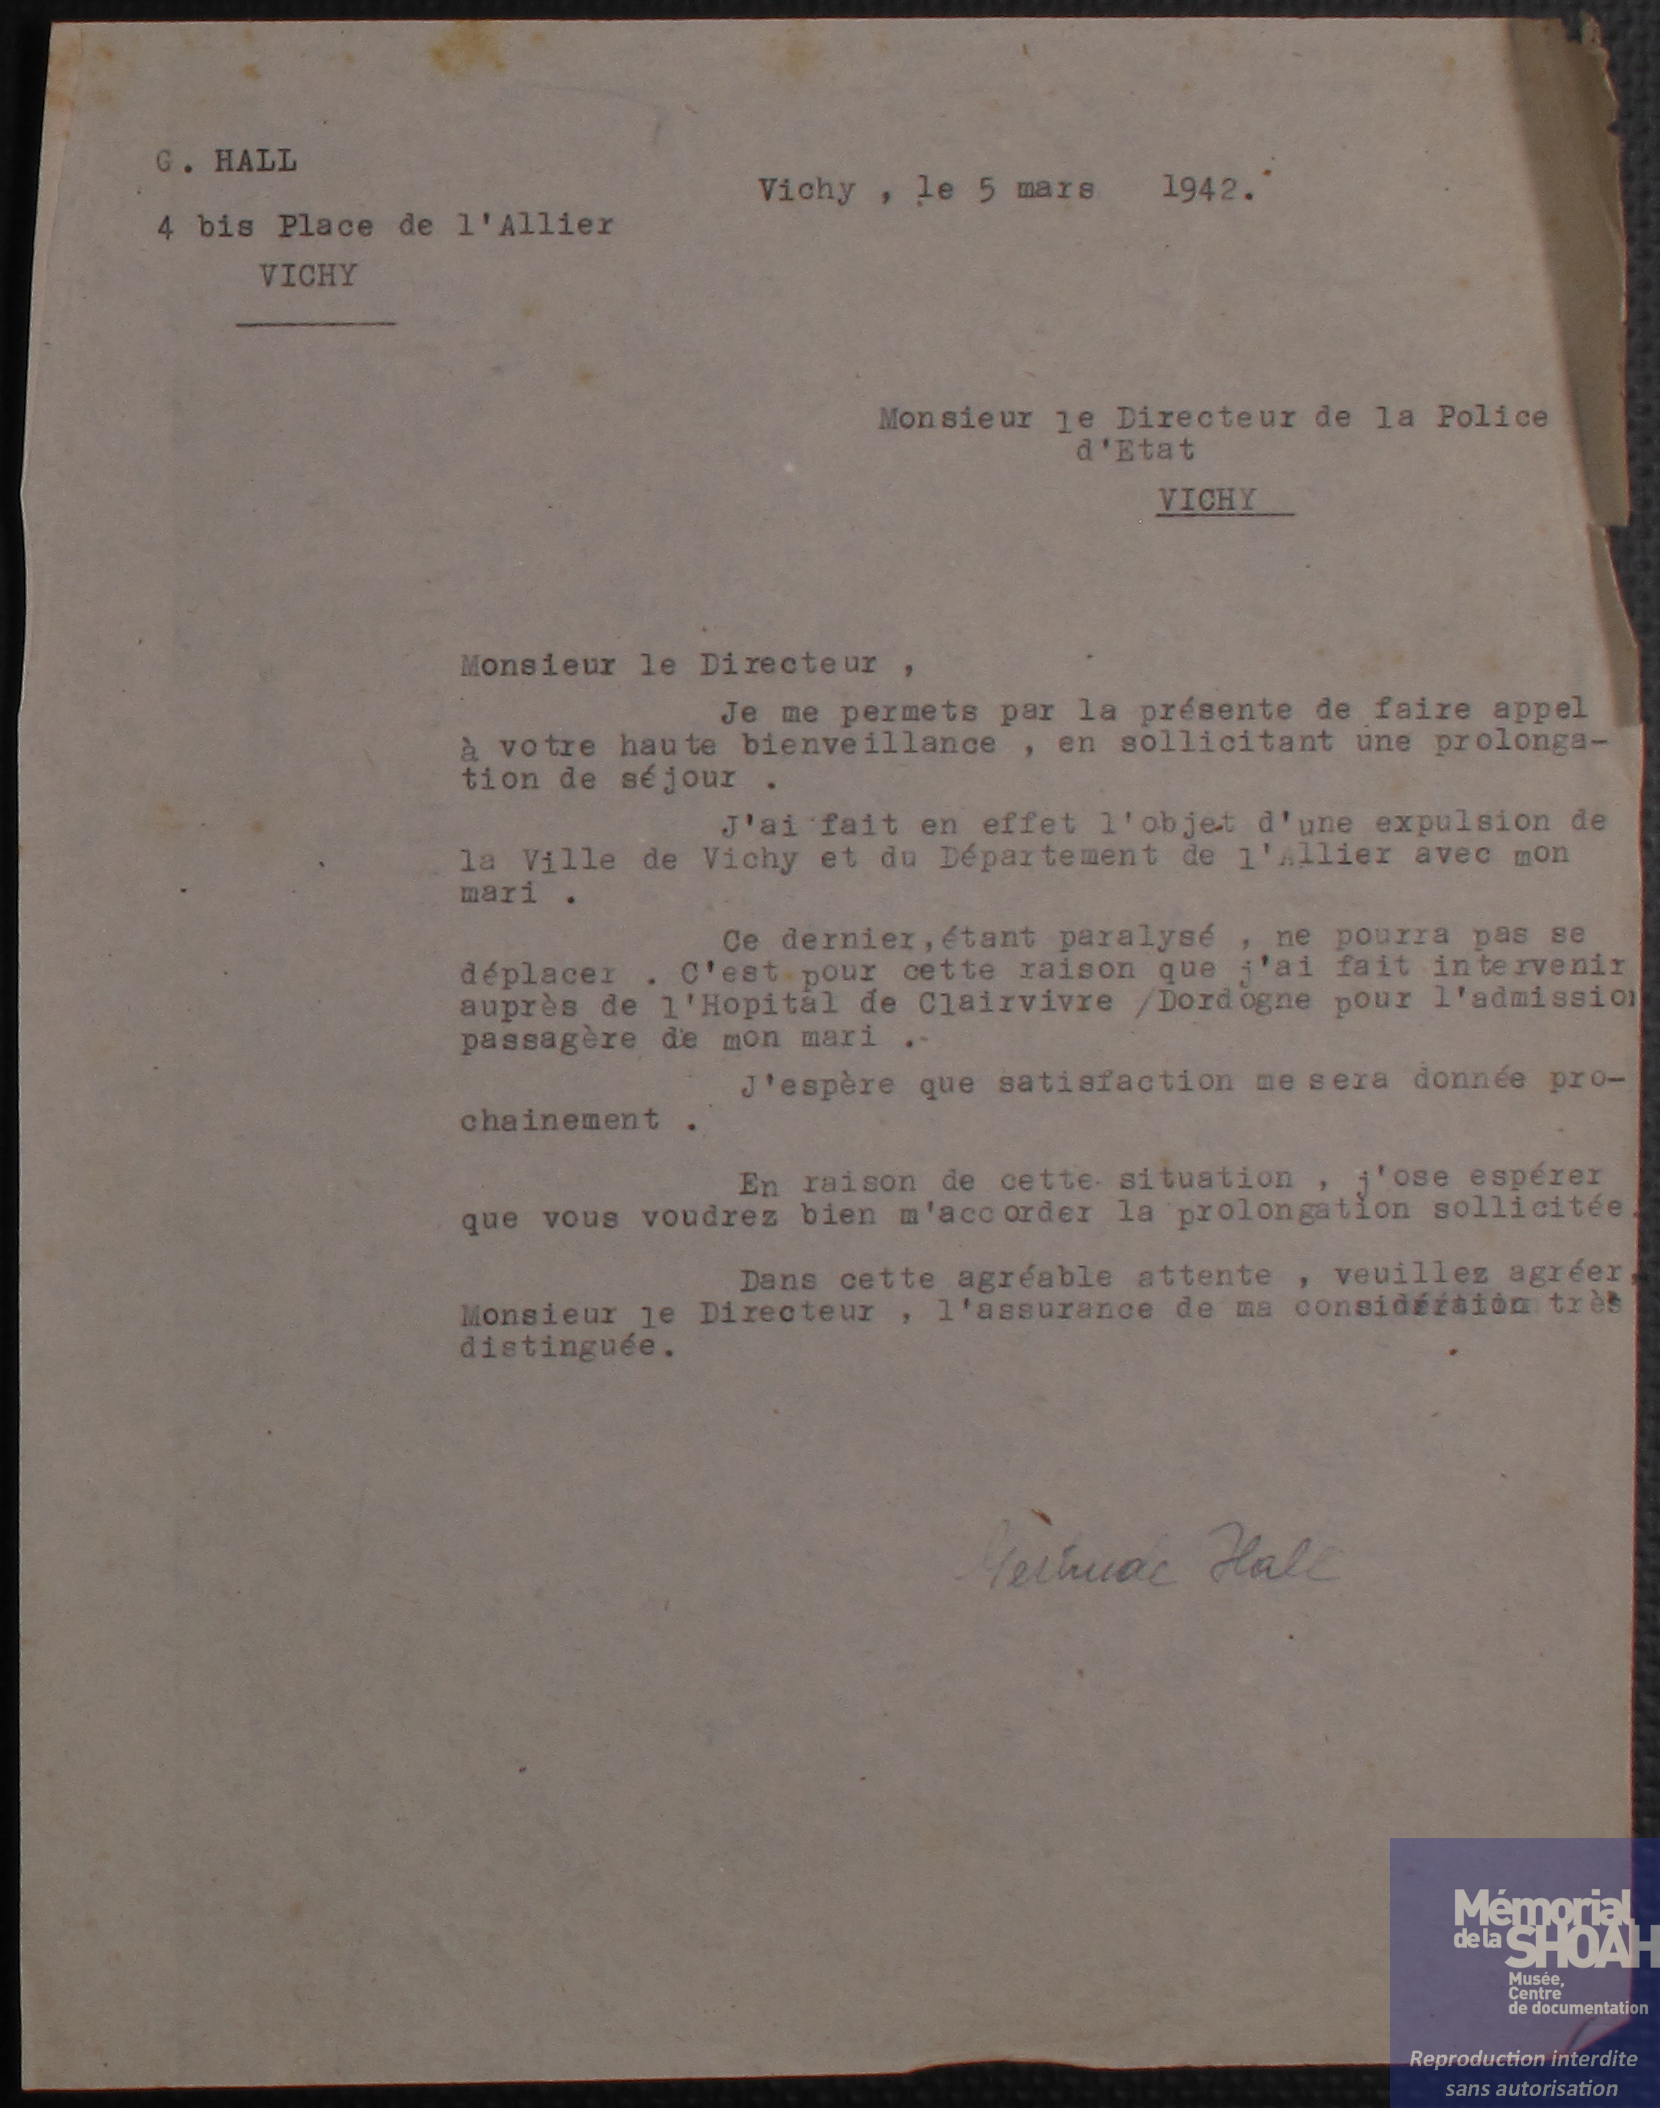 G. HALL
Vichy , le 5 mars 1942.
4 bis Place de l'Allier
VICHY
Monsieur le Directeur de la Police
d'Etat
VICHY
Monsieur le Directeur ,
Je me permets par la présente de faire appel
à votre haute bienveillance , en sollicitant une prolonga-
tion de séjour .
J'ai fait en effet l'objet d'une expulsion de
la Ville de Vichy et du Département de l'Allier avec mon
mari .
Ce dernier,étant paralysé , ne pourra pas se
déplacer . C'est pour cette raison que j'ai fait intervenir
auprès de l'Hopital de Clairvivre /Dordogne pour l'admission
passagère de mon mari .-
J'espère que satisfaction me sera donnée pro-
chainement .
En raison de cette situation , j'ose espérer
que vous voudrez bien m'accorder la prolongation sollicitée.
Dans cette agréable attente , veuillez agréer,
Monsieur le Directeur , l'assurance de ma considération très
distinguée.
Gertrude Hall
Mémorial
de la SHOAH
Musée,
Centre
de documentation
Reproduction interdite
sans autorisation